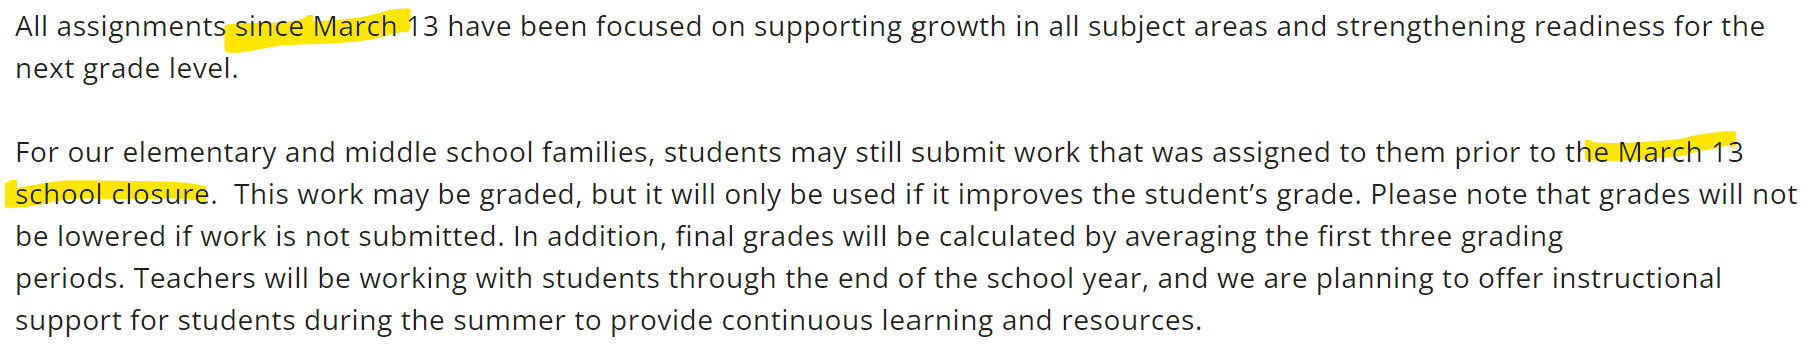 All assignments since March 13 have been focused on supporting growth in all subject areas and strengthening readiness for the
next grade level.
For our elementary and middle school families, students may still submit work that was assigned to them prior to the March 13
school closure.  This work may be graded, but it will only be used if it improves the student’s grade. Please note that grades will not
be lowered if work is not submitted. In addition, final grades will be calculated by averaging the first three grading
periods. Teachers will be working with students through the end of the school year, and we are planning to offer instructional
support for students during the summer to provide continuous learning and resources.